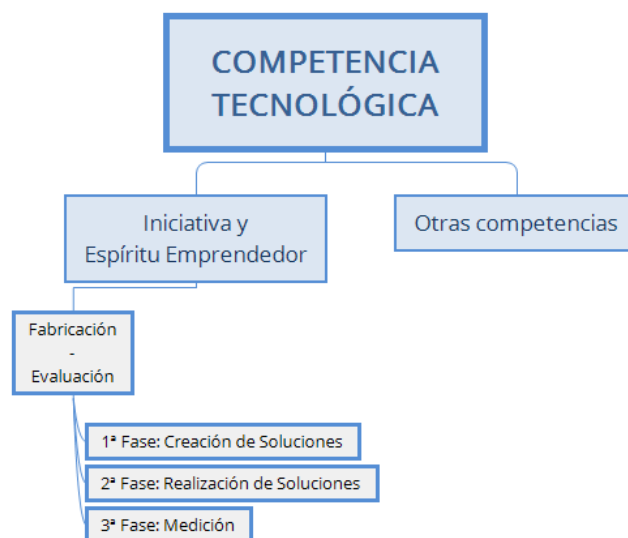 COMPETENCIA
TECNOLÓGICA
Iniciativa y
Espíritu Emprendedor
Otras competencias
Fabricación
-
Evaluación
1ª Fase: Creación de Soluciones
2ª Fase: Realización de Soluciones
3ª Fase: Medición